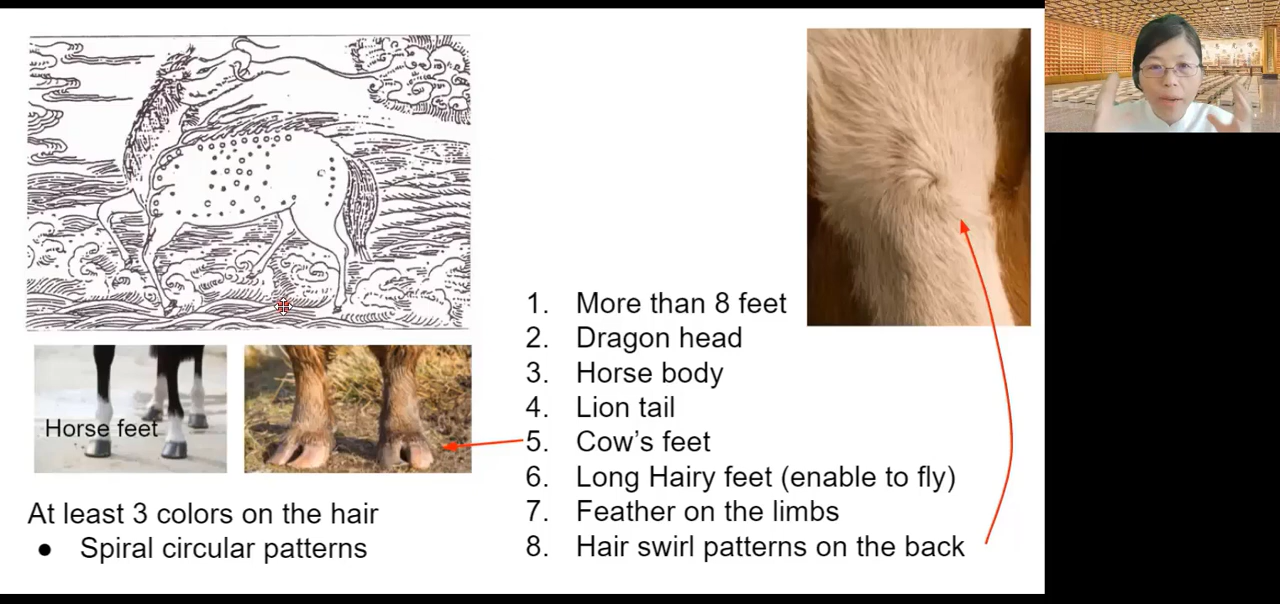 Horse feet
At least 3 colors on the hair
● Spiral circular patterns
1. More than 8 feet
2. Dragon head
3. Horse body
4. Lion tail
5. Cow's feet
6. Long Hairy feet (enable to fly)
7. Feather on the limbs
8. Hair swirl patterns on the back